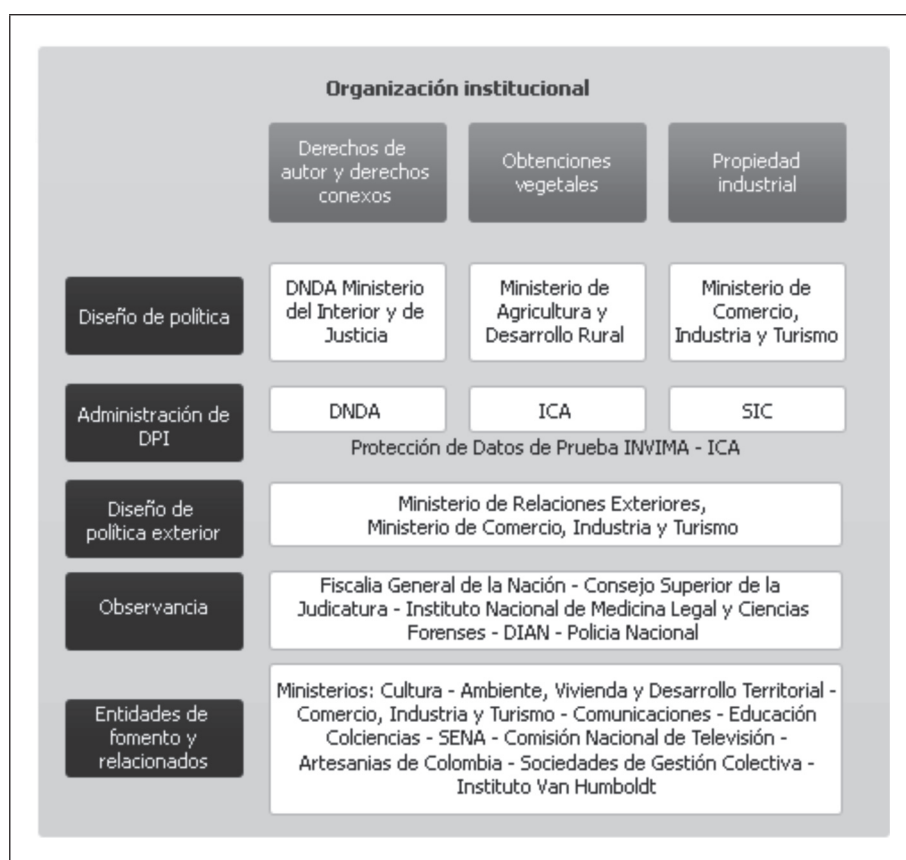 Organización institucional
Derechos de
autor y derechos
conexos
Obtenciones
vegetales
Propiedad
industrial
Diseño de política
DNDA Ministerio
del Interior y de
Justicia
Ministerio de
Agricultura y
Desarrollo Rural
Ministerio de
Comercio,
Industria y Turismo
Administración de
DPI
DNDA
ICA
SIC
Protección de Datos de Prueba INVIMA - ICA
Diseño de
política exterior
Ministerio de Relaciones Exteriores,
Ministerio de Comercio, Industria y Turismo
Observancia
Fiscalia General de la Nación - Consejo Superior de la
Judicatura - Instituto Nacional de Medicina Legal y Ciencias
Forenses - DIAN - Policia Nacional
Entidades de
fomento y
relacionados
Ministerios: Cultura - Ambiente, Vivienda y Desarrollo Territorial -
Comercio, Industria y Turismo - Comunicaciones - Educación
Colciencias - SENA - Comisión Nacional de Televisión -
Artesanias de Colombia - Sociedades de Gestión Colectiva -
Instituto Van Humboldt